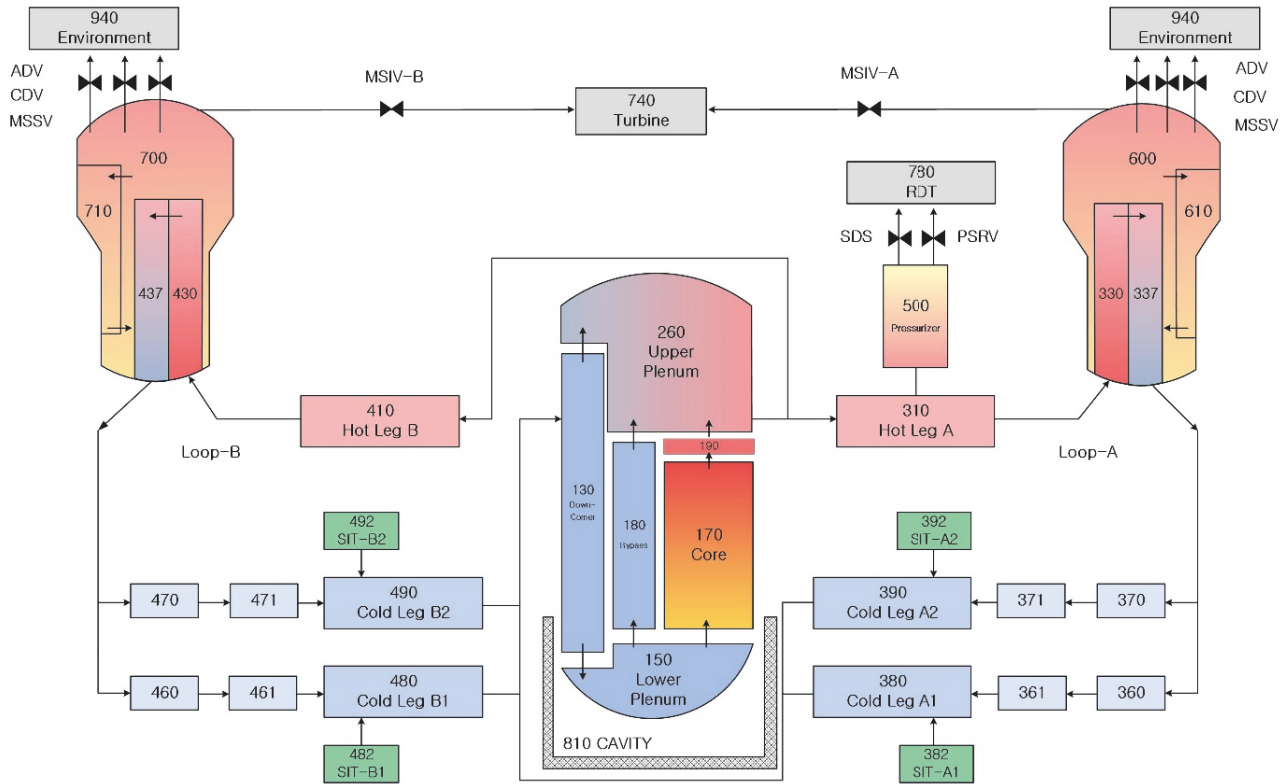 940
Environment
940
Environment
ADV
CDV
MSSV
MSIV-B
MSIV-A
ADV
CDV
MSSV
740
Turbine
700
600
780
RDT
710
610
SDS
PSRV
437
430
330
337
500
Pressurizer
260
Upper
Plenum
410
Hot Leg B
310
Hot Leg A
Loop-B
Loop-A
190
130
Down-
Comer
180
Bypass
170
Core
492
SIT-B2
392
SIT-A2
470
471
490
Cold Leg B2
390
Cold Leg A2
371
370
150
Lower
Plenum
460
461
480
Cold Leg B1
380
Cold Leg A1
361
360
810 CAVITY
482
SIT-B1
382
SIT-A1